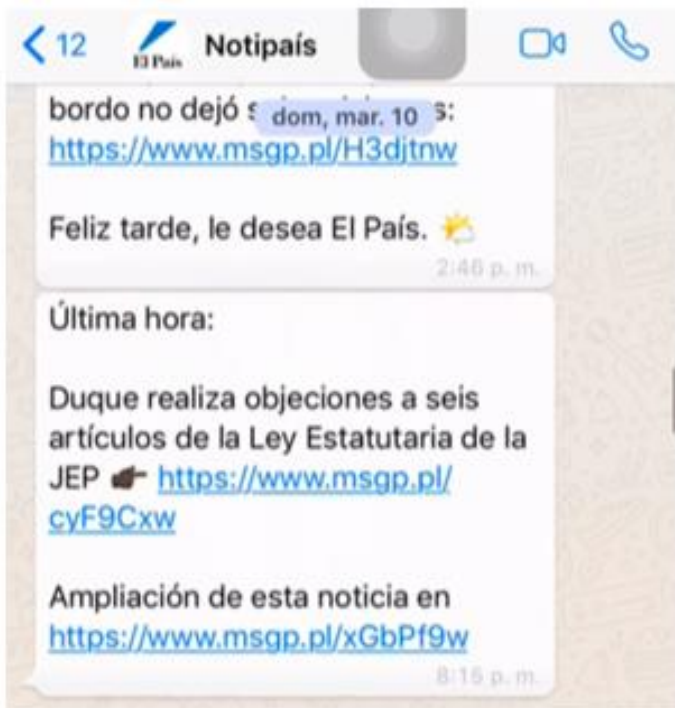 12
El País
Notipaís
bordo no dejó s
dom, mar. 10
s:
https://www.msgp.pl/H3djtnw
Feliz tarde, le desea El País. 🌤️
2:46 p. m.
Última hora:
Duque realiza objeciones a seis
artículos de la Ley Estatutaria de la
JEP 👉🏿 https://www.msgp.pl/
cyF9Cxw
Ampliación de esta noticia en
https://www.msgp.pl/xGbPf9w
8:15 p. m.